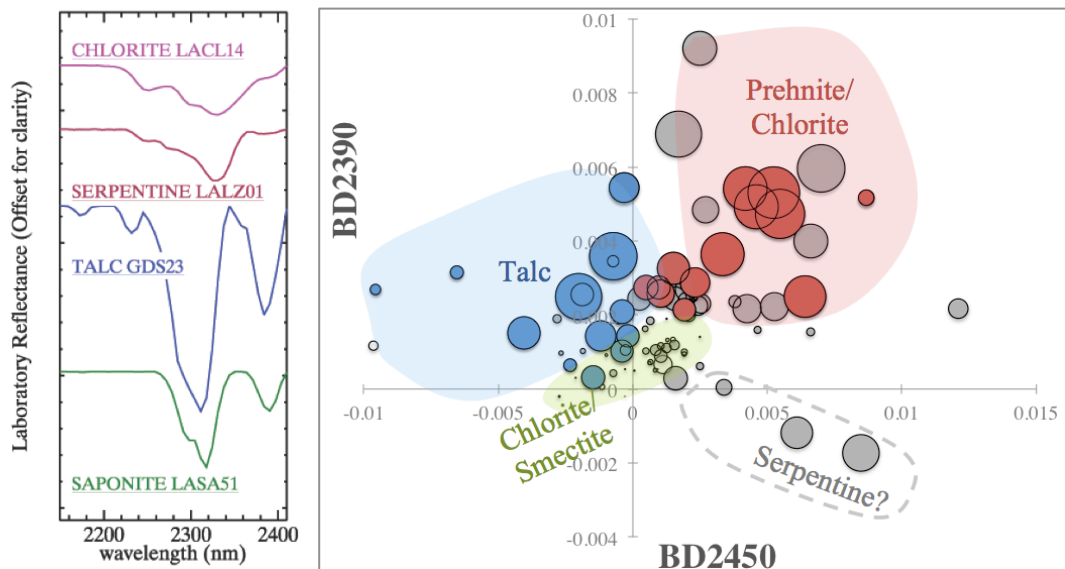 Laboratory Reflectance (Offset for clarity)
CHLORITE LACL14
SERPENTINE LALZ01
TALC GDS23
SAPONITE LASA51
2200
2300
2400
wavelength (nm)
BD2390
0.01
0.008
0.006
0.004
0.002
0
-0.002
-0.004
-0.01
-0.005
0.005
0.01
0.015
BD2450
Prehnite/
Chlorite
Talc
Chlorite/
Smectite
Serpentine?